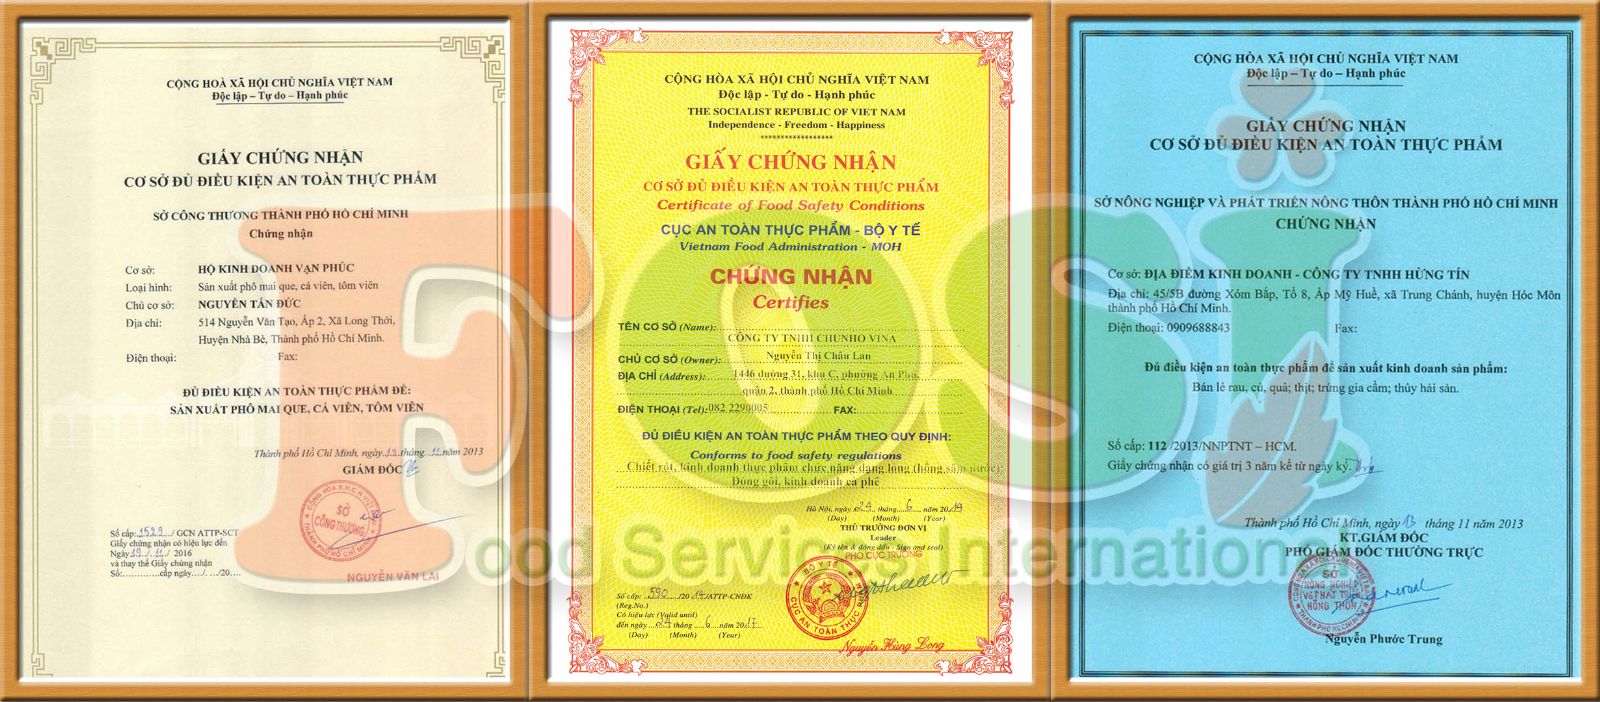 CỘNG HOÀ XÃ HỘI CHỦ NGHĨA VIỆT NAM
Độc lập – Tự do – Hạnh phúc
GIẤY CHỨNG NHẬN
CƠ SỞ ĐỦ ĐIỀU KIỆN AN TOÀN THỰC PHẨM
SỞ CÔNG THƯƠNG THÀNH PHỐ HỒ CHÍ MINH
Chứng nhận
Cơ sở: HỘ KINH DOANH VẠN PHÚC
Loại hình: Sản xuất phô mai que, cá viên, tôm viên
Chủ cơ sở: NGUYỄN TẤN ĐỨC
Địa chỉ: 514 Nguyễn Văn Tạo, Ấp 2, Xã Long Thới,
Huyện Nhà Bè, Thành phố Hồ Chí Minh.
Điện thoại: Fax:
ĐỦ ĐIỀU KIỆN AN TOÀN THỰC PHẨM ĐỂ:
SẢN XUẤT PHÔ MAI QUE, CÁ VIÊN, TÔM VIÊN
Thành phố Hồ Chí Minh, ngày 19 tháng 11 năm 2013
GIÁM ĐỐC
CỘNG HÒA X.H.C.N VIỆT NAM
SỞ
CÔNG THƯƠNG
THÀNH PHỐ HỒ CHÍ MINH
Số cấp: 1529 / GCN ATTP-SCT
Giấy chứng nhận có hiệu lực đến
Ngày 19 / 11 / 2016
và thay thế Giấy chứng nhận
Số:............cấp ngày...../...../20....
NGUYỄN VĂN LAI
CỘNG HÒA XÃ HỘI CHỦ NGHĨA VIỆT NAM
Độc lập - Tự do - Hạnh phúc
THE SOCIALIST REPUBLIC OF VIET NAM
Independence - Freedom - Happiness
******************
GIẤY CHỨNG NHẬN
CƠ SỞ ĐỦ ĐIỀU KIỆN AN TOÀN THỰC PHẨM
Certificate of Food Safety Conditions
CỤC AN TOÀN THỰC PHẨM - BỘ Y TẾ
Vietnam Food Administration - MOH
CHỨNG NHẬN
Certifies
TÊN CƠ SỞ (Name):
CÔNG TY TNHH CHUNHO VINA
CHỦ CƠ SỞ (Owner): Nguyễn Thị Châu Lan
ĐỊA CHỈ (Address): 1446 đường 31, khu C, phường An Phú,
quận 2, thành phố Hồ Chí Minh
ĐIỆN THOẠI (Tel): 082 2290005 FAX:
ĐỦ ĐIỀU KIỆN AN TOÀN THỰC PHẨM THEO QUY ĐỊNH:
Conforms to food safety regulations
Chiết rót, kinh doanh thực phẩm chức năng dạng lỏng (hồng sâm nước);
Đóng gói, kinh doanh cà phê
Hà Nội, ngày 24 tháng 6 năm 2014
(Day) (Month) (Year)
THỦ TRƯỞNG ĐƠN VỊ
Leader
(Ký tên & đóng dấu - Sign and seal)
PHÓ CỤC TRƯỞNG
BỘ Y TẾ
CỤC AN TOÀN THỰC PHẨM
Số cấp: 590 /2014/ATTP-CNĐK
(Reg.No.)
Có hiệu lực (Valid until)
đến ngày 24 tháng 6 năm 2017
(Day) (Month) (Year)
Nguyễn Hùng Long
CỘNG HÒA XÃ HỘI CHỦ NGHĨA VIỆT NAM
Độc lập – Tự do – Hạnh phúc
GIẤY CHỨNG NHẬN
CƠ SỞ ĐỦ ĐIỀU KIỆN AN TOÀN THỰC PHẨM
SỞ NÔNG NGHIỆP VÀ PHÁT TRIỂN NÔNG THÔN THÀNH PHỐ HỒ CHÍ MINH
CHỨNG NHẬN
Cơ sở: ĐỊA ĐIỂM KINH DOANH - CÔNG TY TNHH HỪNG TÍN
Địa chỉ: 45/5B đường Xóm Bắp, Tổ 8, Ấp Mỹ Huề, xã Trung Chánh, huyện Hóc Môn
thành phố Hồ Chí Minh.
Điện thoại: 0909688843 Fax:
Đủ điều kiện an toàn thực phẩm để sản xuất kinh doanh sản phẩm:
Bán lẻ rau, củ, quả; thịt; trứng gia cầm; thủy hải sản.
Số cấp: 112 /2013/NNPTNT – HCM.
Giấy chứng nhận có giá trị 3 năm kể từ ngày ký.
Thành phố Hồ Chí Minh, ngày 13 tháng 11 năm 2013
KT.GIÁM ĐỐC
PHÓ GIÁM ĐỐC THƯỜNG TRỰC
SỞ
NÔNG NGHIỆP
VÀ PHÁT TRIỂN
NÔNG THÔN
THÀNH PHỐ HỒ CHÍ MINH
Nguyễn Phước Trung
FOSI
Food Services International